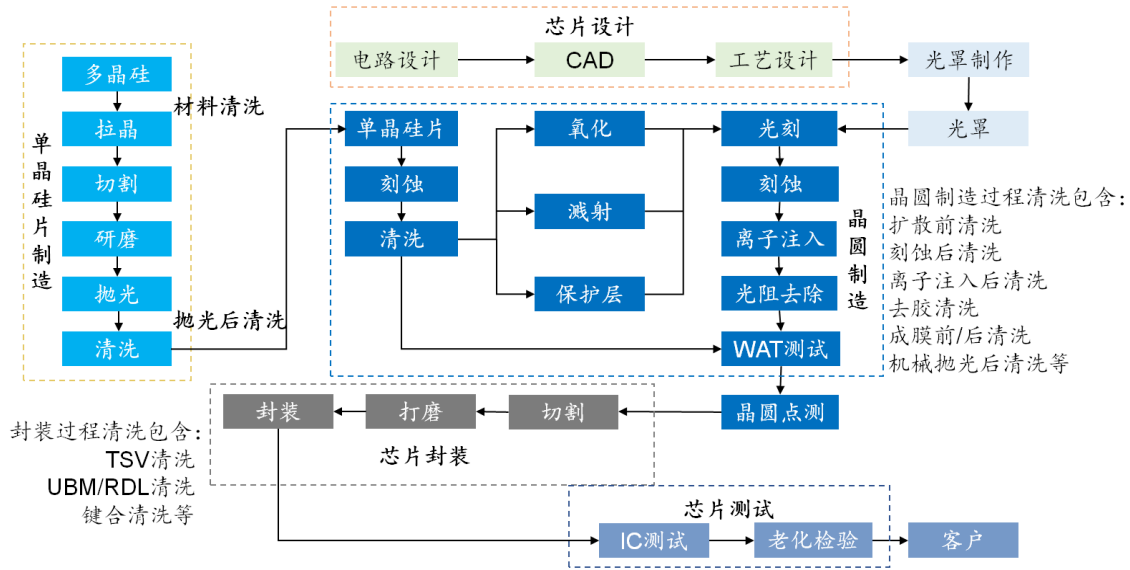 芯片设计
电路设计
CAD
工艺设计
光罩制作
光罩
单晶硅片制造
多晶硅
材料清洗
拉晶
切割
研磨
抛光
抛光后清洗
清洗
晶圆制造
单晶硅片
刻蚀
清洗
氧化
溅射
保护层
光刻
刻蚀
离子注入
光阻去除
WAT测试
晶圆制造过程清洗包含：
扩散前清洗
刻蚀后清洗
离子注入后清洗
去胶清洗
成膜前/后清洗
机械抛光后清洗等
晶圆点测
切割
打磨
封装
芯片封装
封装过程清洗包含：
TSV清洗
UBM/RDL清洗
键合清洗等
芯片测试
IC测试
老化检验
客户